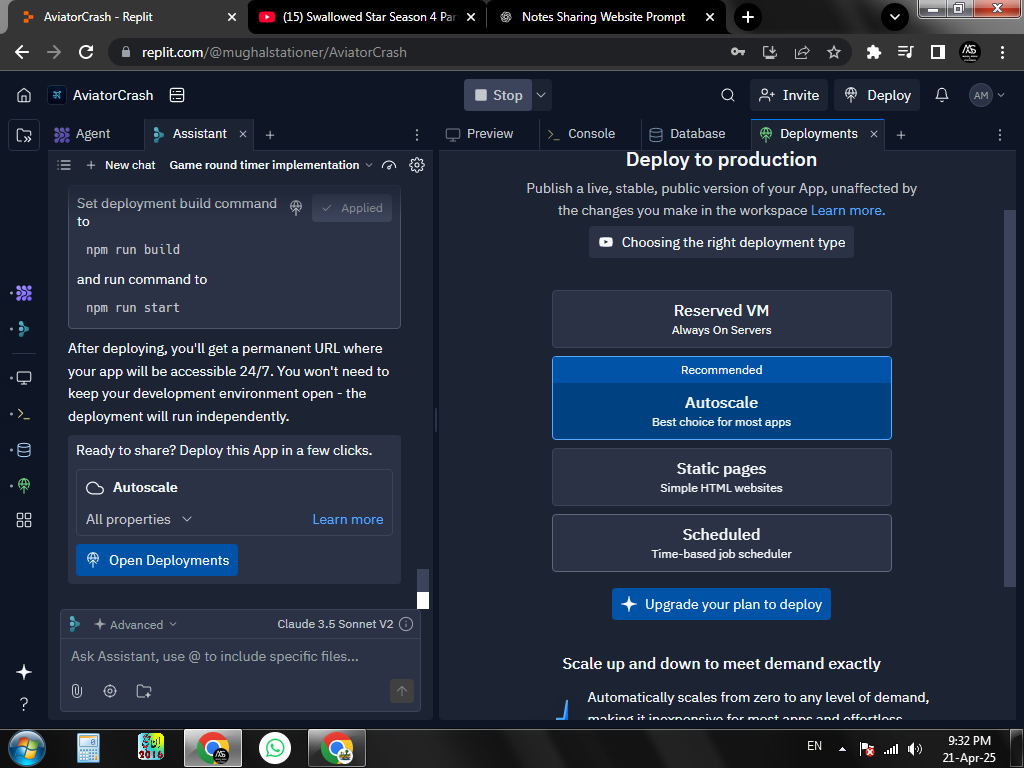 AviatorCrash - Replit
(15) Swallowed Star Season 4 Par
Notes Sharing Website Prompt
replit.com/@mughalstationer/AviatorCrash
AviatorCrash
Stop
Invite
Deploy
AM
Agent
Assistant
Preview
Console
Database
Deployments
New chat
Game round timer implementation
Set deployment build command
to
Applied
npm run build
and run command to
npm run start
After deploying, you'll get a permanent URL where
your app will be accessible 24/7. You won't need to
keep your development environment open - the
deployment will run independently.
Ready to share? Deploy this App in a few clicks.
Autoscale
All properties
Learn more
Open Deployments
Advanced
Claude 3.5 Sonnet V2
Ask Assistant, use @ to include specific files...
Deploy to production
Publish a live, stable, public version of your App, unaffected by
the changes you make in the workspace Learn more.
Choosing the right deployment type
Reserved VM
Always On Servers
Recommended
Autoscale
Best choice for most apps
Static pages
Simple HTML websites
Scheduled
Time-based job scheduler
Upgrade your plan to deploy
Scale up and down to meet demand exactly
Automatically scales from zero to any level of demand,
making it inexpensive for most apps and effortless
2016
EN
9:32 PM
21-Apr-25